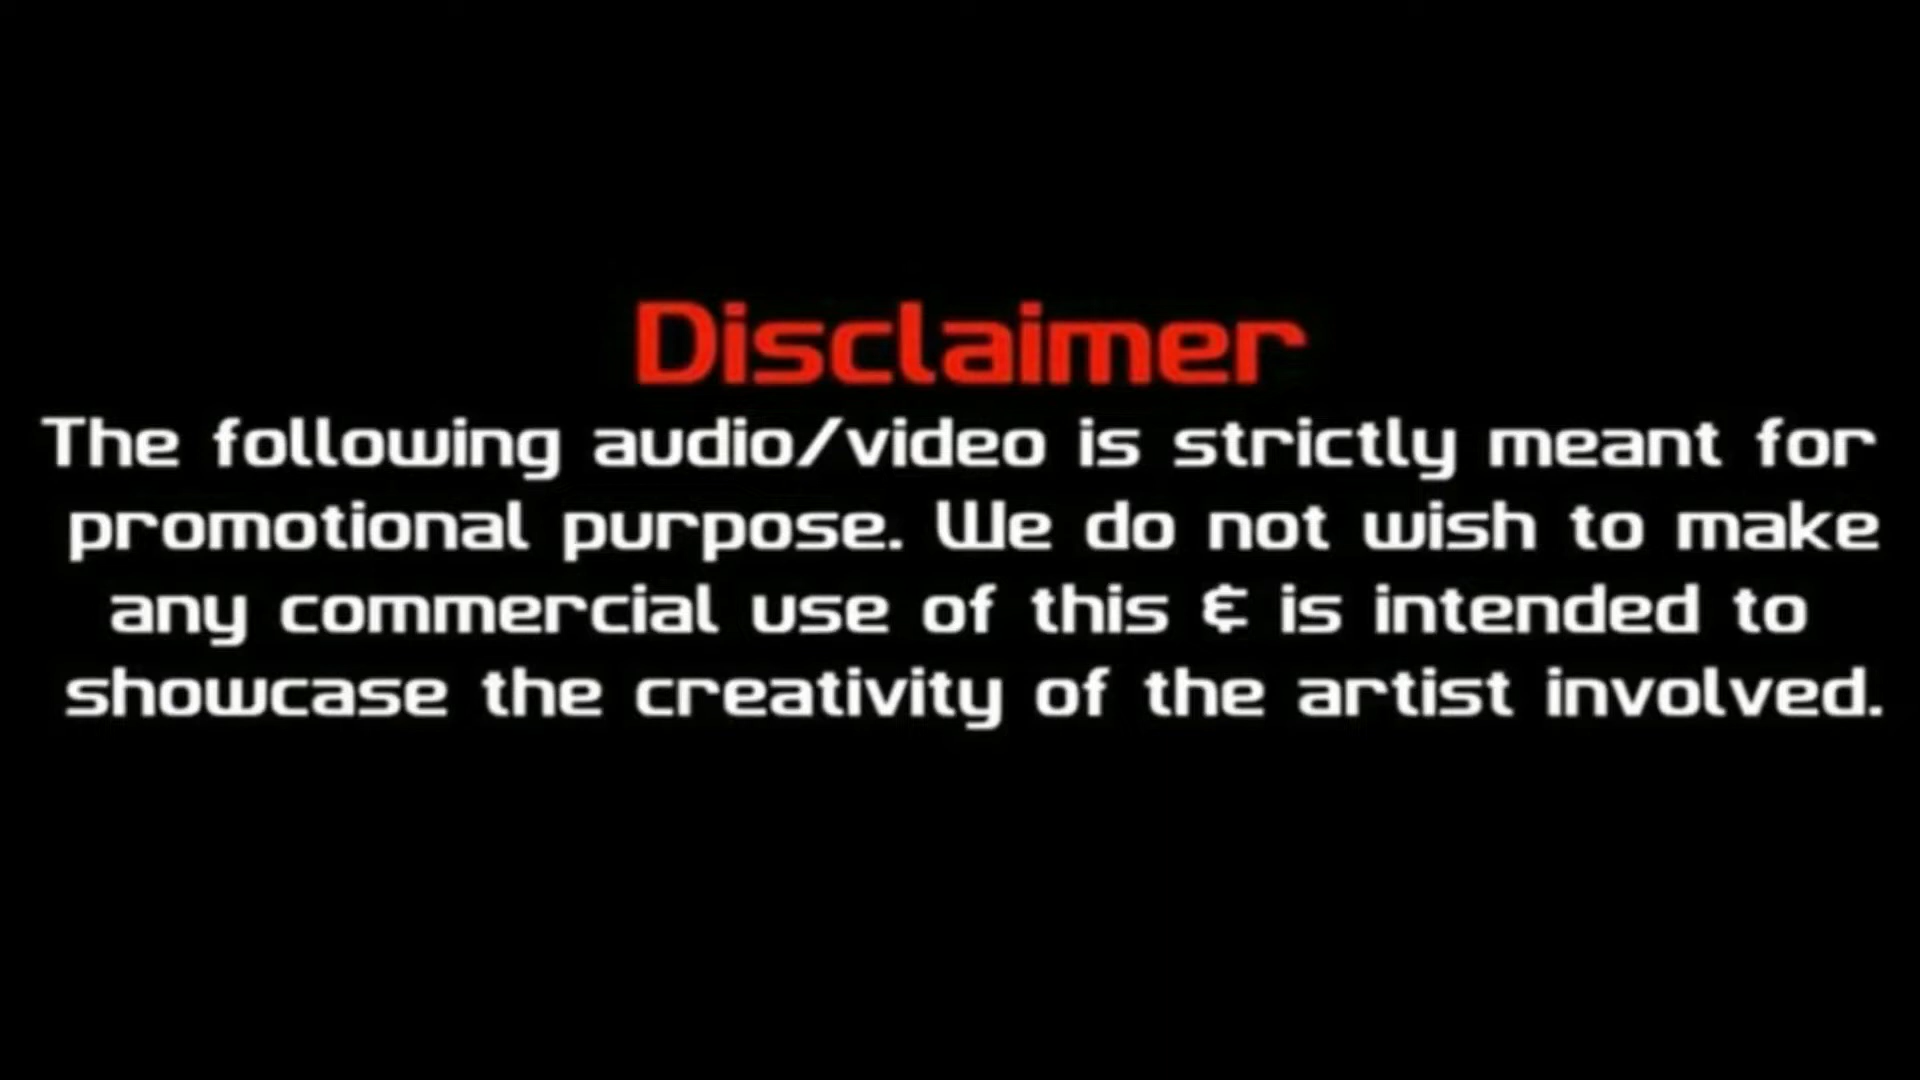 Disclaimer
The following audio/video is strictly meant for
promotional purpose. We do not wish to make
any commercial use of this & is intended to
showcase the creativity of the artist involved.